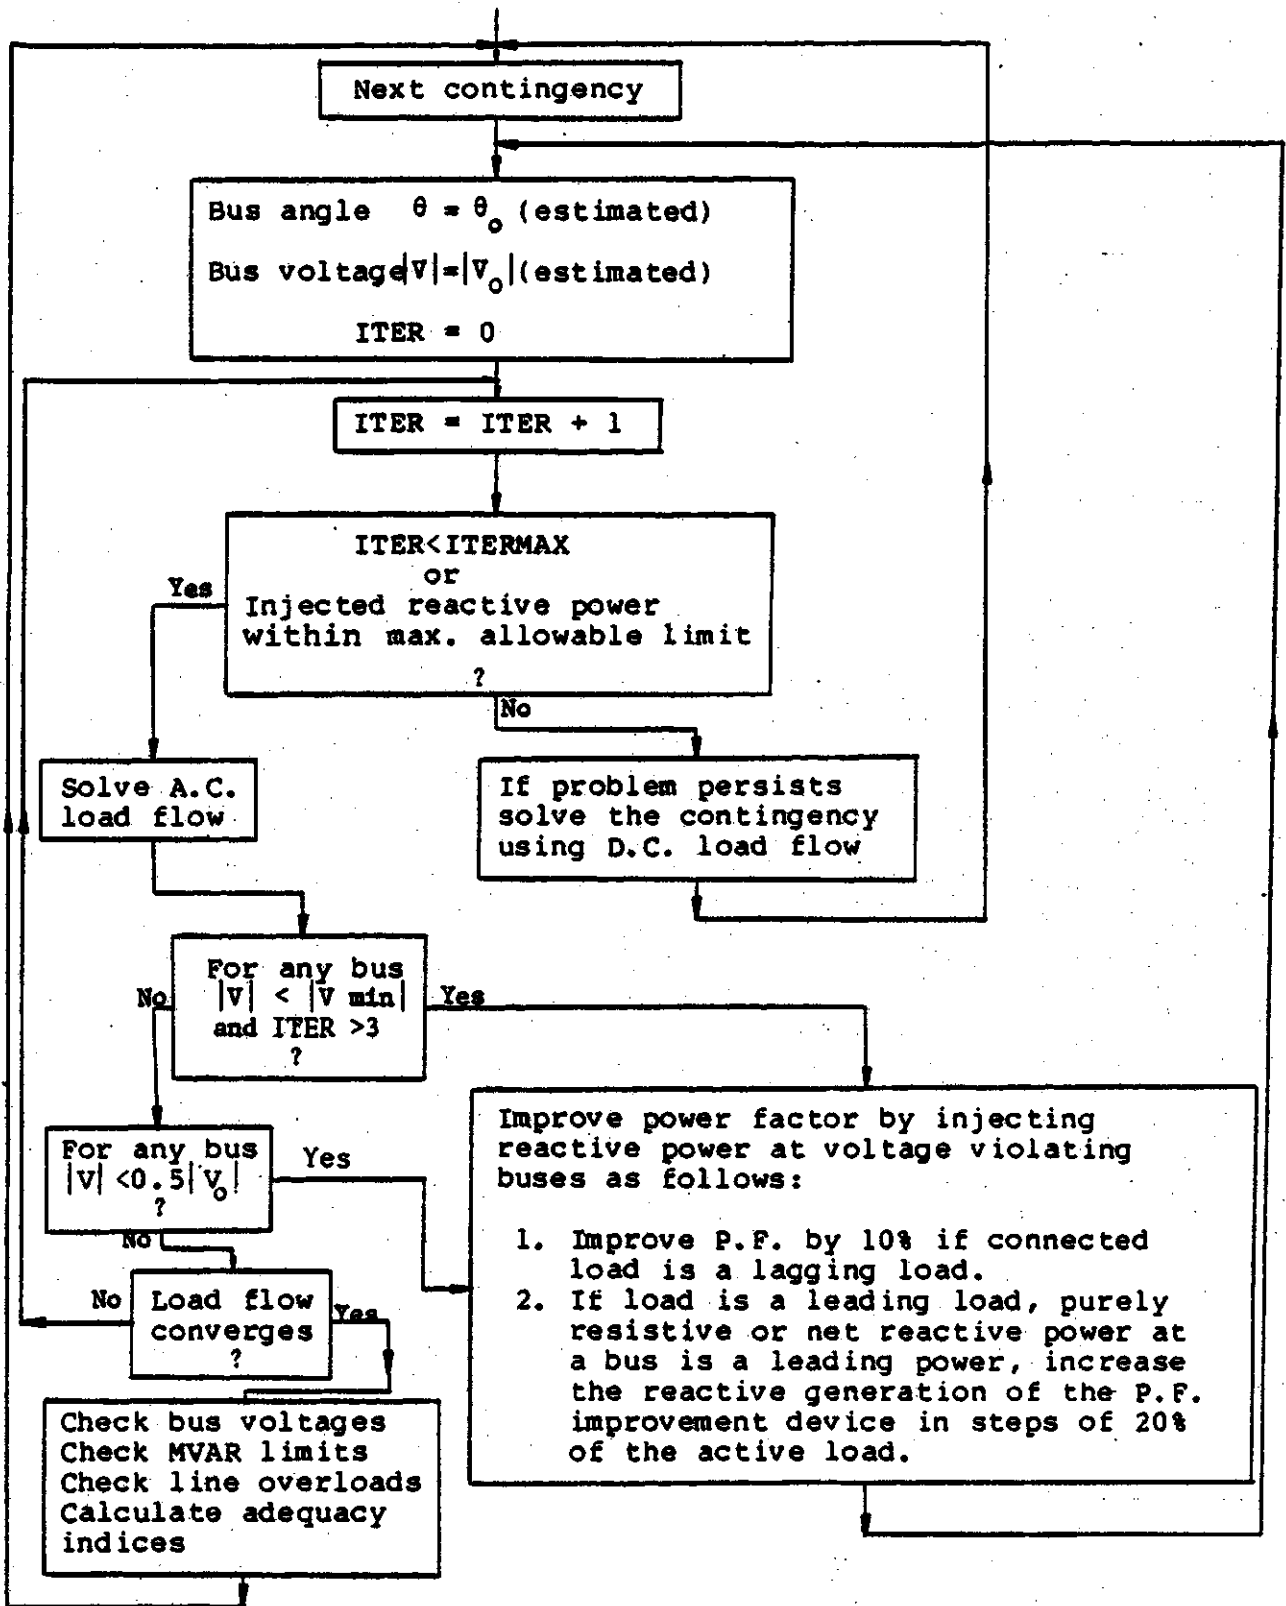 Next contingency
Bus angle θ = θo (estimated)
Bus voltage|V|=|Vo|(estimated)
ITER = 0
ITER = ITER + 1
ITER<ITERMAX
or
Injected reactive power
within max. allowable limit
?
Yes
No
Solve A.C.
load flow
If problem persists
solve the contingency
using D.C. load flow
For any bus
|V| < |V min|
and ITER >3
?
No
Yes
For any bus
|V| <0.5|Vo|
?
Yes
No
Load flow
converges
?
No
Yes
Check bus voltages
Check MVAR limits
Check line overloads
Calculate adequacy
indices
Improve power factor by injecting
reactive power at voltage violating
buses as follows:
1. Improve P.F. by 10% if connected
load is a lagging load.
2. If load is a leading load, purely
resistive or net reactive power at
a bus is a leading power, increase
the reactive generation of the P.F.
improvement device in steps of 20%
of the active load.